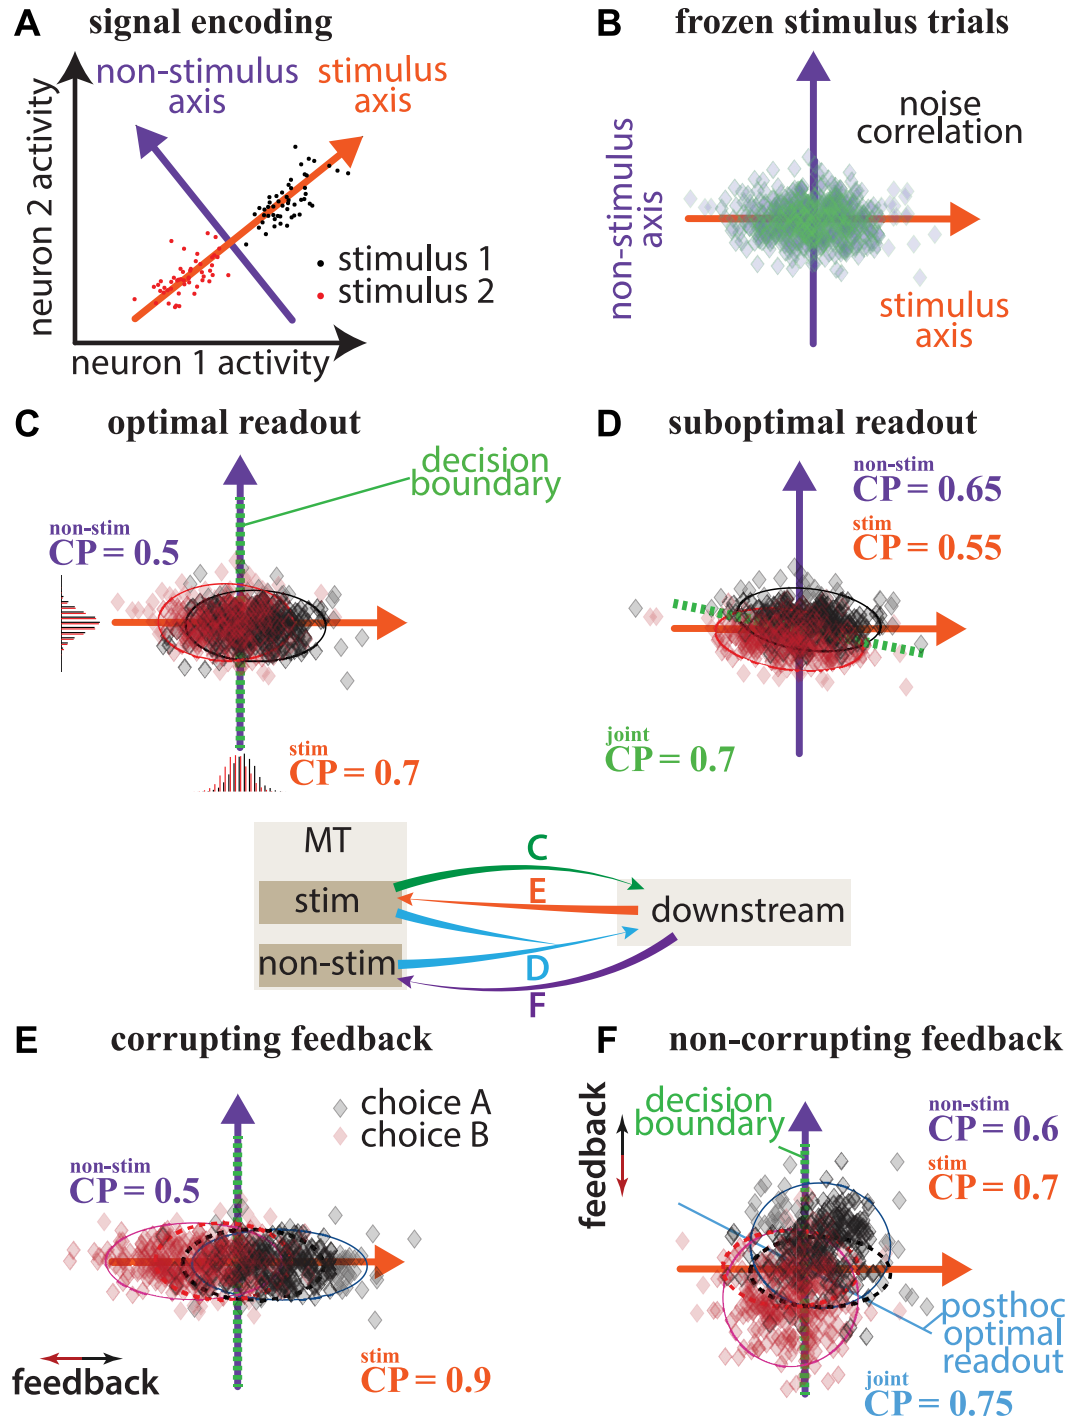 A signal encoding
non-stimulus
axis
stimulus
axis
neuron 2 activity
stimulus 1
stimulus 2
neuron 1 activity
B frozen stimulus trials
noise
correlation
non-stimulus
axis
stimulus
axis
C optimal readout
decision
boundary
non-stim
CP = 0.5
stim
CP = 0.7
D suboptimal readout
non-stim
CP = 0.65
stim
CP = 0.55
joint
CP = 0.7
MT
stim
non-stim
C
E
D
F
downstream
E corrupting feedback
choice A
choice B
non-stim
CP = 0.5
feedback
stim
CP = 0.9
F non-corrupting feedback
feedback
decision
boundary
non-stim
CP = 0.6
stim
CP = 0.7
posthoc
optimal
readout
joint
CP = 0.75